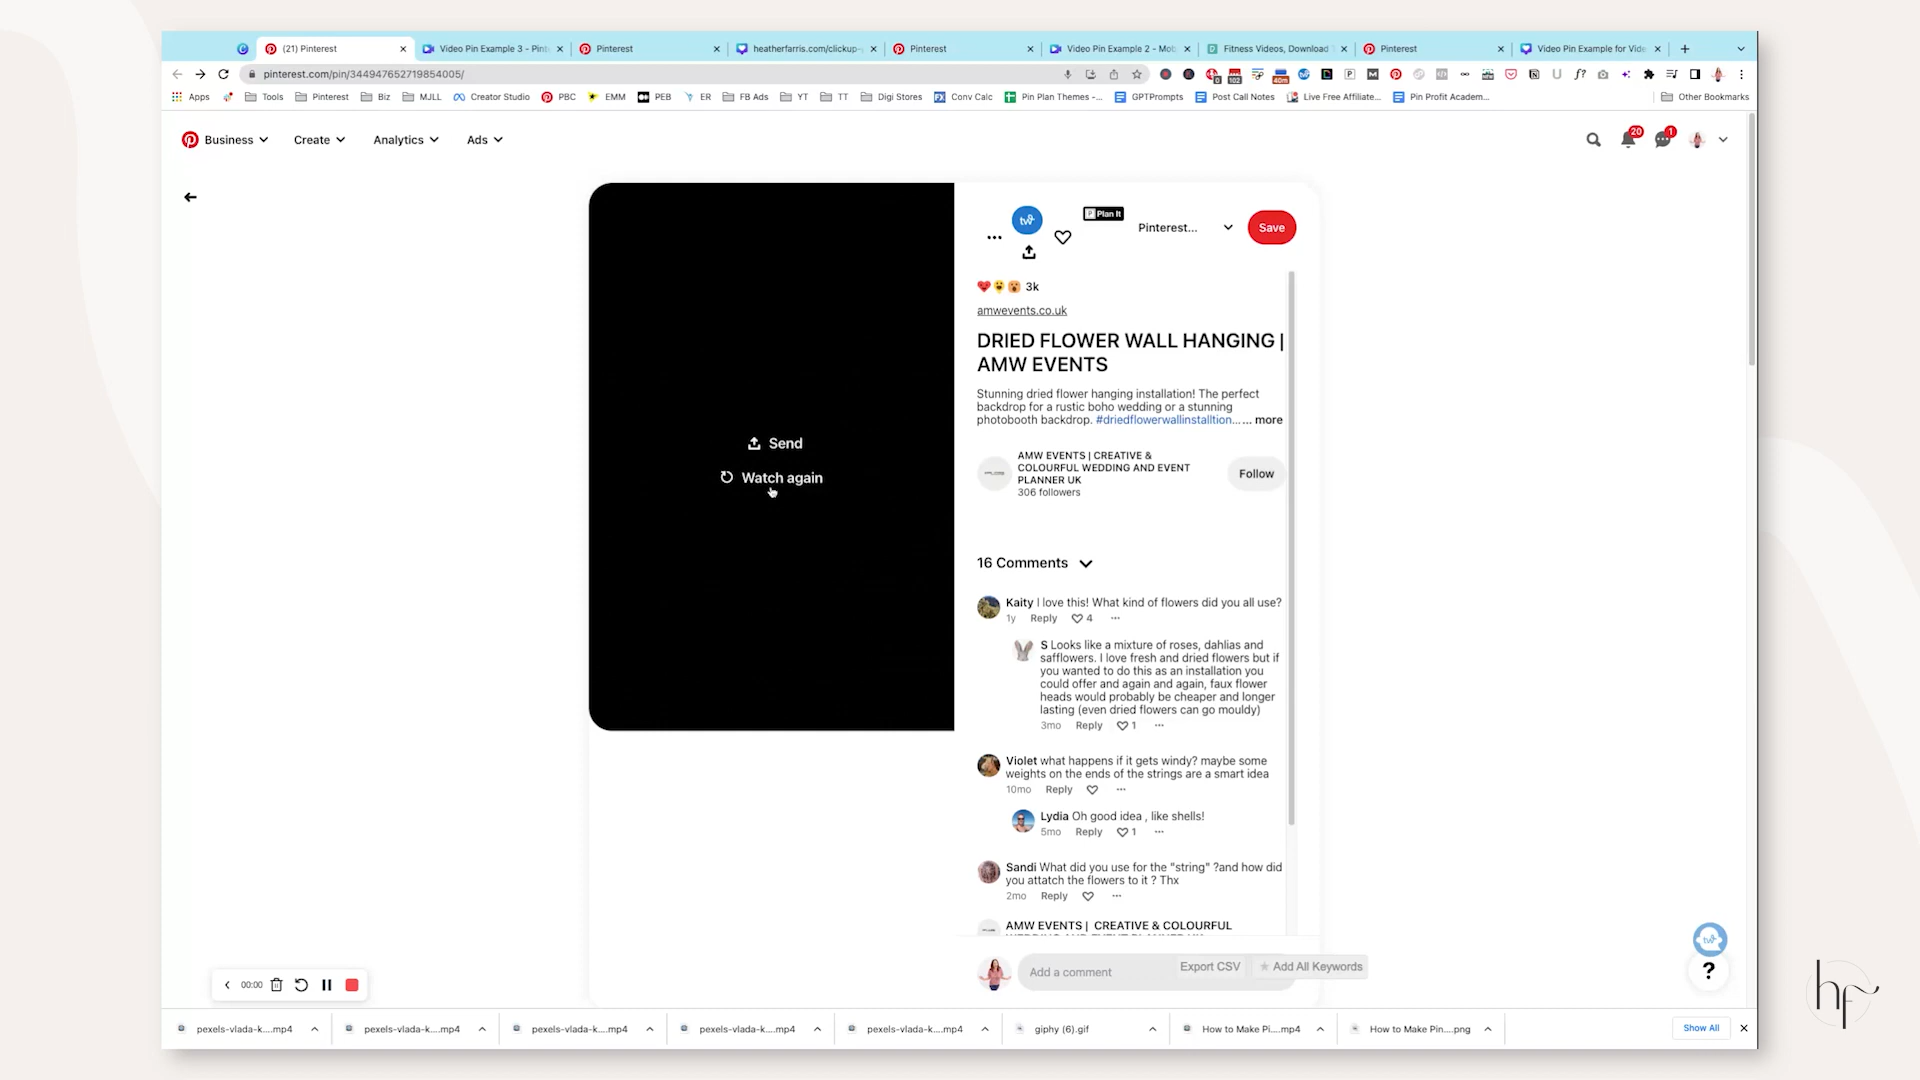 (21) Pinterest
Video Pin Example 3 - Pint
Pinterest
heatherfarris.com/clickup-
Pinterest
Video Pin Example 2 - Mob
Fitness Videos, Download
Pinterest
Video Pin Example for Vide
pinterest.com/pin/344947652719854005/
Apps
Tools
Pinterest
Biz
MJLL
Creator Studio
PBC
EMM
PEB
ER
FB Ads
YT
TT
Digi Stores
Conv Calc
Pin Plan Themes -...
GPTPrompts
Post Call Notes
Live Free Affiliate...
Pin Profit Academ...
Other Bookmarks
Business
Create
Analytics
Ads
20
1
Plan It
Pinterest...
Save
3k
amwevents.co.uk
DRIED FLOWER WALL HANGING |
AMW EVENTS
Stunning dried flower hanging installation! The perfect
backdrop for a rustic boho wedding or a stunning
photobooth backdrop. #driedflowerwallinstalltion... ... more
Send
Watch again
AMW EVENTS | CREATIVE &
COLOURFUL WEDDING AND EVENT
PLANNER UK
306 followers
Follow
16 Comments
Kaity I love this! What kind of flowers did you all use?
1y Reply 4 ...
S Looks like a mixture of roses, dahlias and
safflowers. I love fresh and dried flowers but if
you wanted to do this as an installation you
could offer and again and again, faux flower
heads would probably be cheaper and longer
lasting (even dried flowers can go mouldy)
3mo Reply 1 ...
Violet what happens if it gets windy? maybe some
weights on the ends of the strings are a smart idea
10mo Reply ...
Lydia Oh good idea , like shells!
5mo Reply 1 ...
Sandi What did you use for the "string" ?and how did
you attatch the flowers to it ? Thx
2mo Reply ...
AMW EVENTS | CREATIVE & COLOURFUL
Add a comment
Export CSV
Add All Keywords
?
00:00
pexels-vlada-k....mp4
pexels-vlada-k....mp4
pexels-vlada-k....mp4
pexels-vlada-k....mp4
pexels-vlada-k....mp4
giphy (6).gif
How to Make Pi....mp4
How to Make Pin....png
Show All
hf